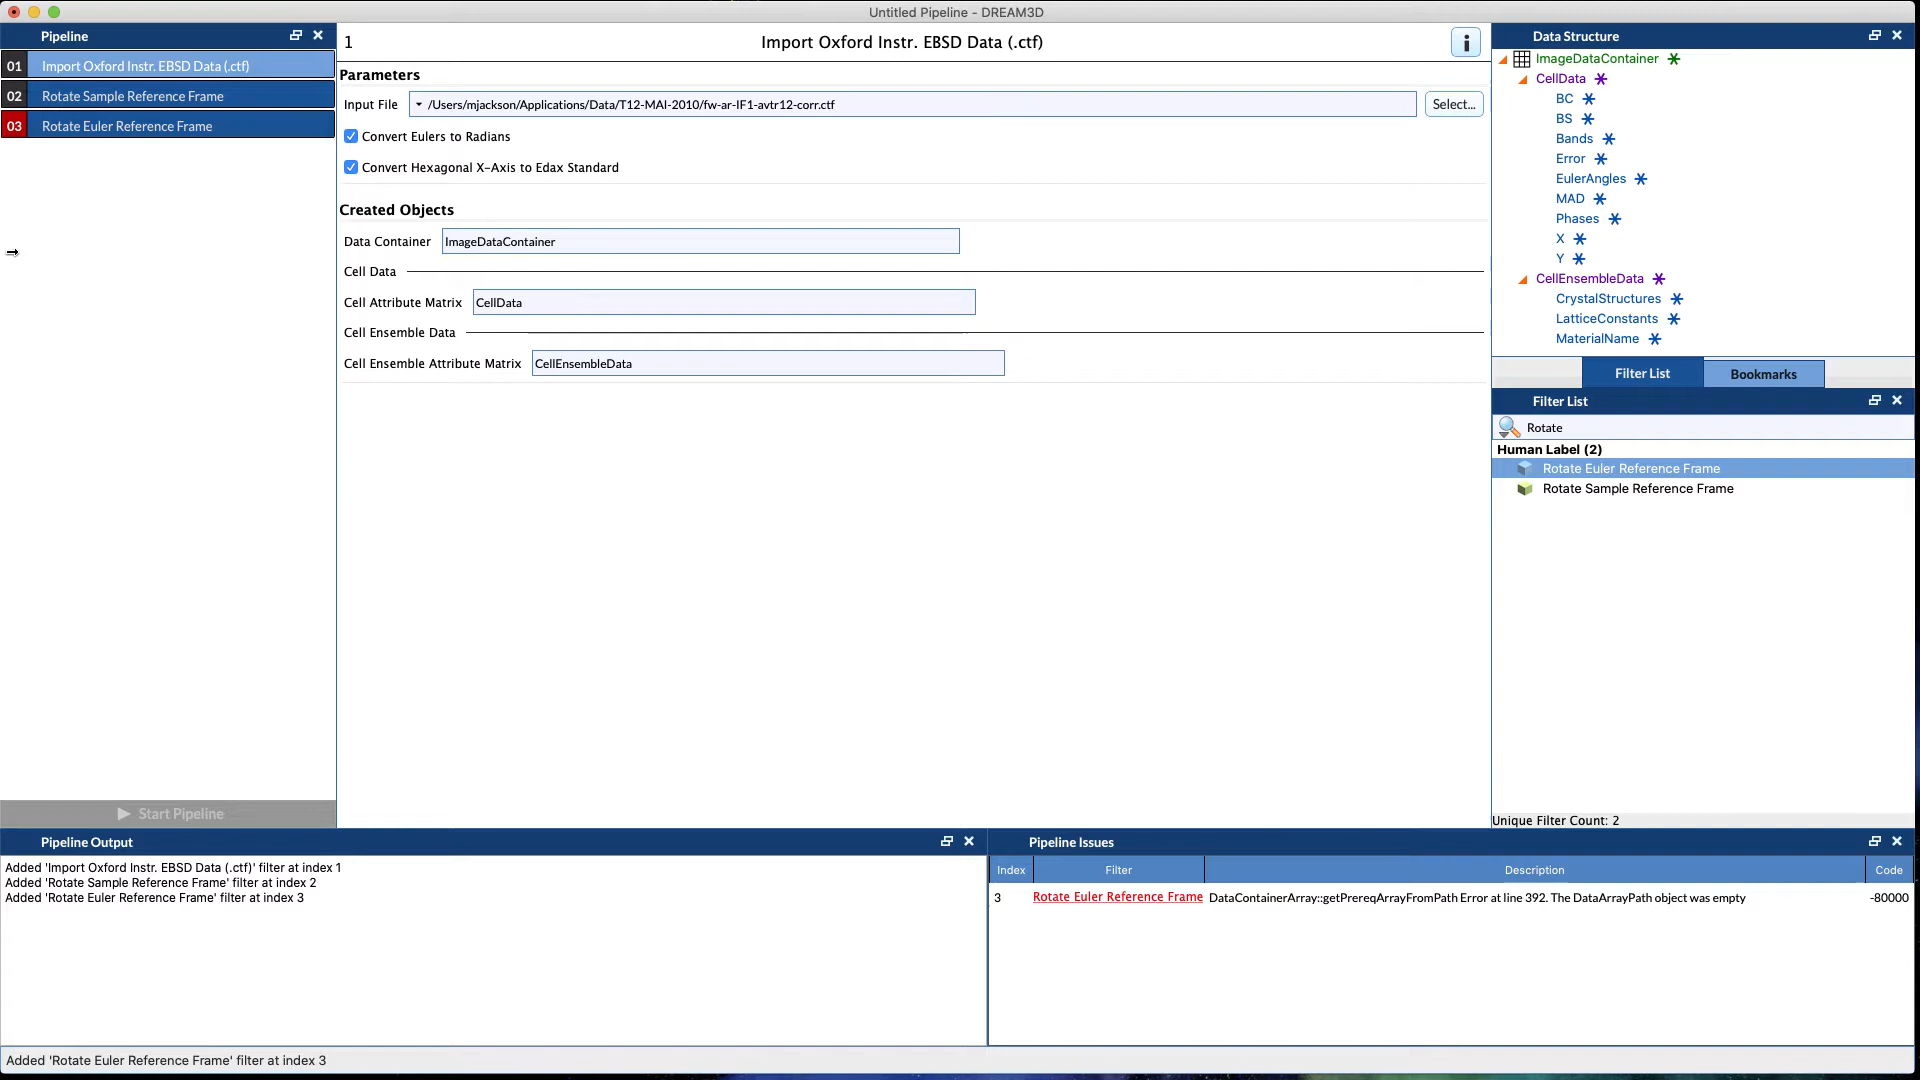 Untitled Pipeline - DREAM3D
Pipeline
01 Import Oxford Instr. EBSD Data (.ctf)
02 Rotate Sample Reference Frame
03 Rotate Euler Reference Frame
Start Pipeline
1 Import Oxford Instr. EBSD Data (.ctf)
Parameters
Input File /Users/mjackson/Applications/Data/T12-MAI-2010/fw-ar-IF1-avtr12-corr.ctf Select...
Convert Eulers to Radians
Convert Hexagonal X-Axis to Edax Standard
Created Objects
Data Container ImageDataContainer
Cell Data
Cell Attribute Matrix CellData
Cell Ensemble Data
Cell Ensemble Attribute Matrix CellEnsembleData
Data Structure
ImageDataContainer
CellData
BC
BS
Bands
Error
EulerAngles
MAD
Phases
X
Y
CellEnsembleData
CrystalStructures
LatticeConstants
MaterialName
Filter List Bookmarks
Filter List
Rotate
Human Label (2)
Rotate Euler Reference Frame
Rotate Sample Reference Frame
Unique Filter Count: 2
Pipeline Output
Added 'Import Oxford Instr. EBSD Data (.ctf)' filter at index 1
Added 'Rotate Sample Reference Frame' filter at index 2
Added 'Rotate Euler Reference Frame' filter at index 3
Pipeline Issues
Index Filter Description Code
3 Rotate Euler Reference Frame DataContainerArray::getPrereqArrayFromPath Error at line 392. The DataArrayPath object was empty -80000
Added 'Rotate Euler Reference Frame' filter at index 3